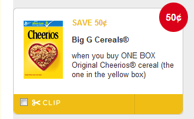 50¢
SAVE 50¢
Cheerios
Big G Cereals®
when you buy ONE BOX
Original Cheerios® cereal (the
one in the yellow box)
CLIP